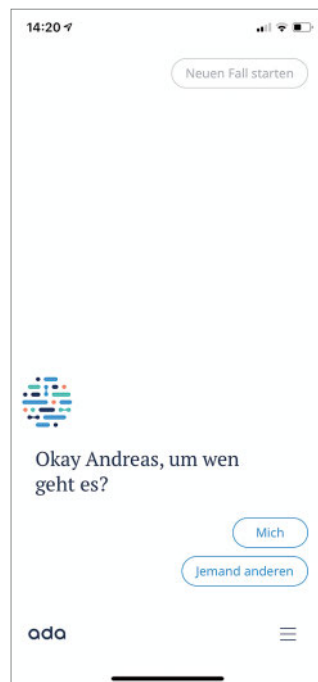 14:20
Neuen Fall starten
Okay Andreas, um wen
geht es?
Mich
Jemand anderen
ada